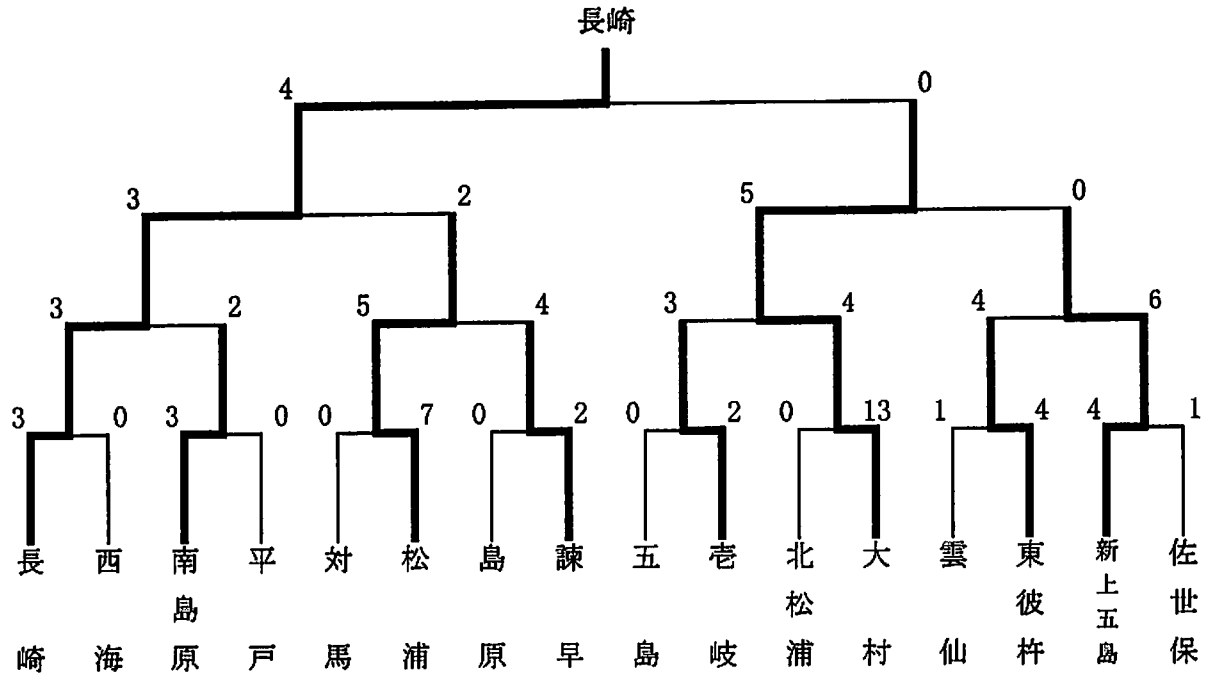 長崎
4 0
3 2 5 0
3 2 5 4 3 4 4 6
3 0 3 0 0 7 0 2 0 2 0 13 1 4 4 1
長崎
西海
南島原
平戸
対馬
松浦
島原
諫早
五島
壱岐
北松浦
大村
雲仙
東彼杵
新上五島
佐世保